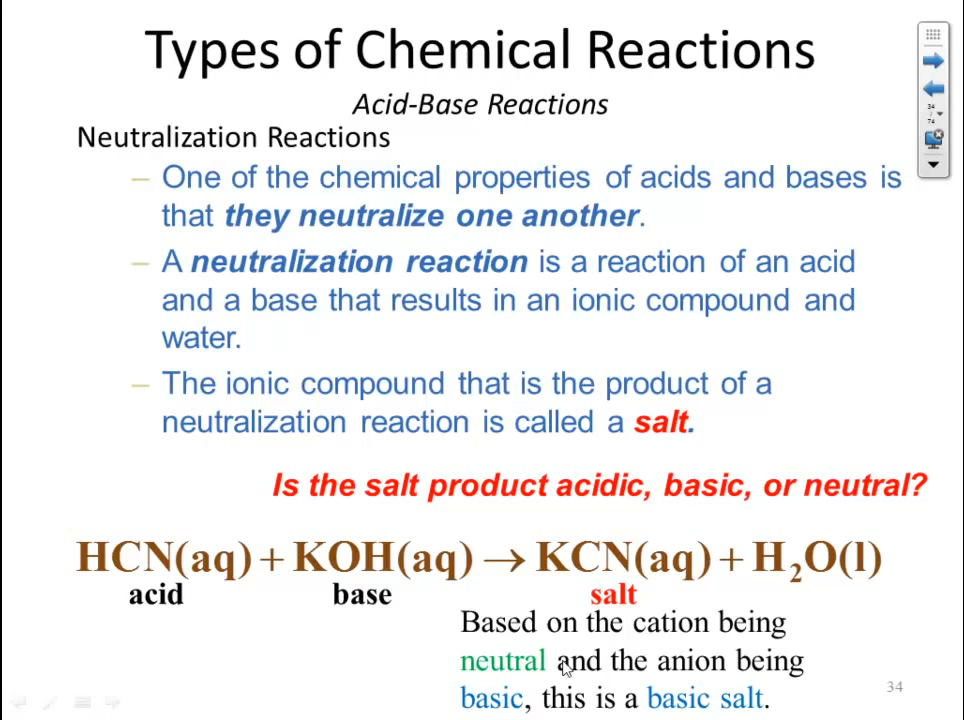 Types of Chemical Reactions
Acid-Base Reactions
Neutralization Reactions
– One of the chemical properties of acids and bases is
that they neutralize one another.
– A neutralization reaction is a reaction of an acid
and a base that results in an ionic compound and
water.
– The ionic compound that is the product of a
neutralization reaction is called a salt.
Is the salt product acidic, basic, or neutral?
HCN(aq) + KOH(aq) → KCN(aq) + H₂O(l)
acid base salt
Based on the cation being
neutral and the anion being
basic, this is a basic salt.
34
34
/
74